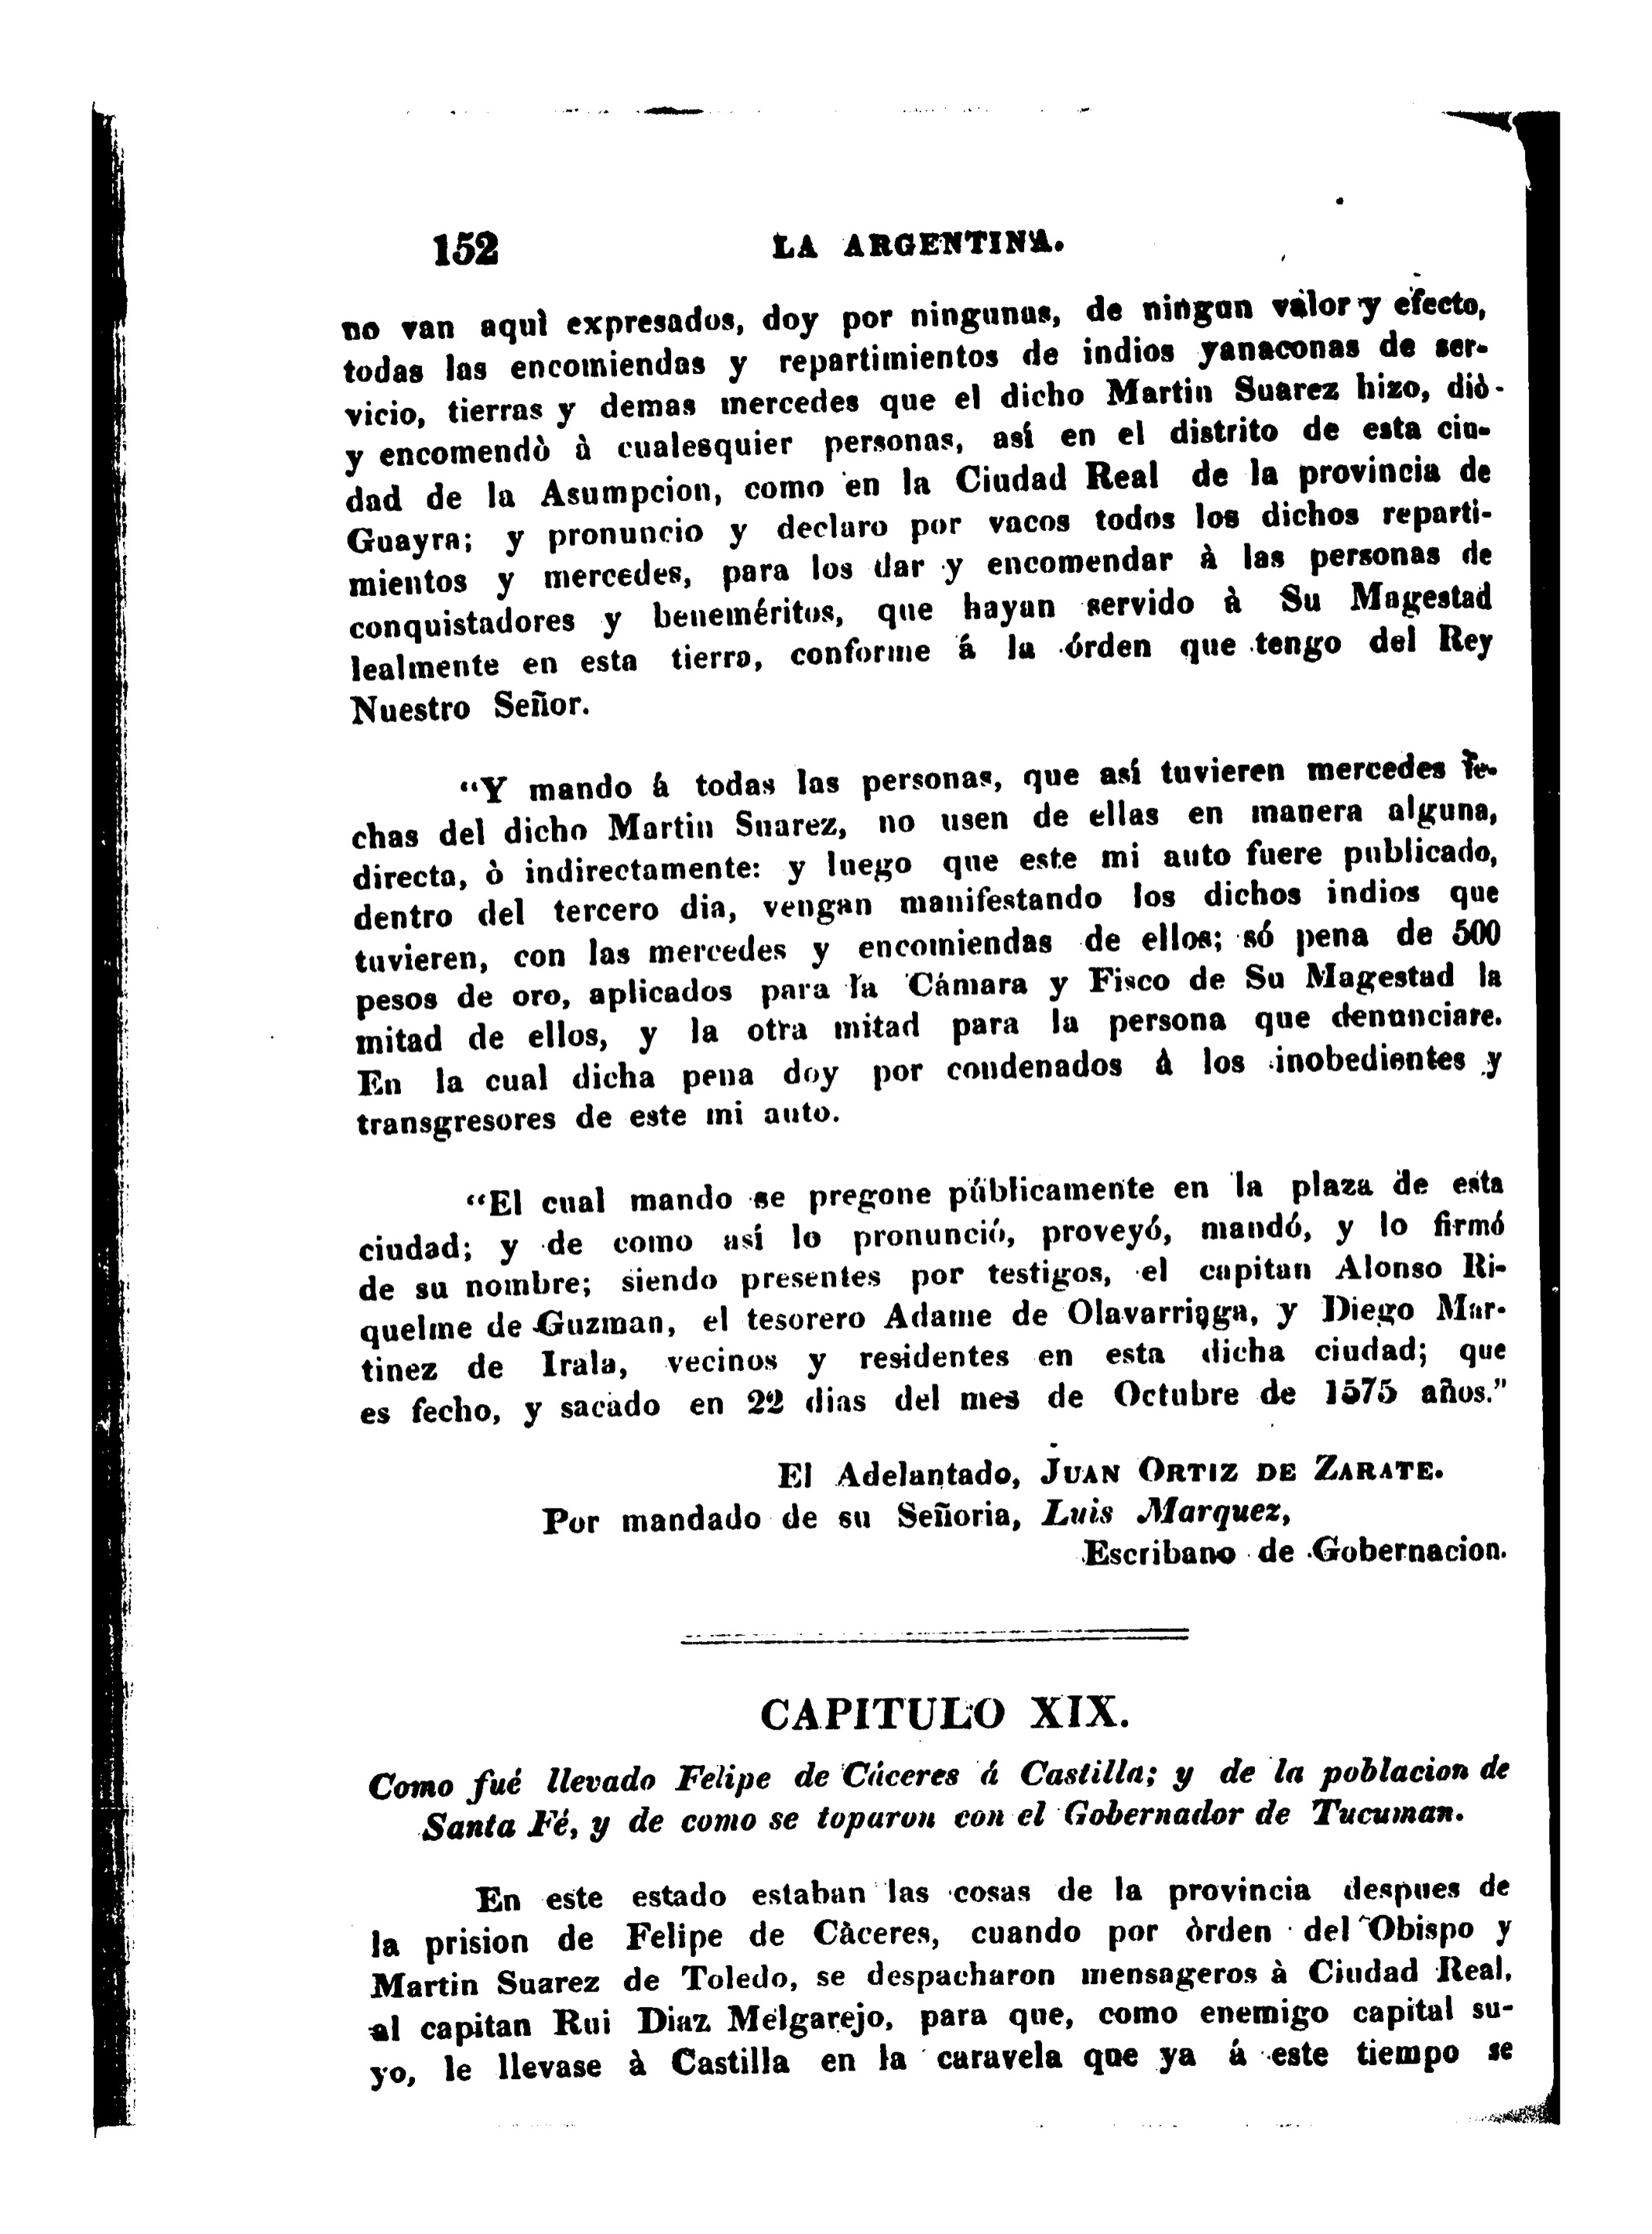 152 LA ARGENTINA.
no van aquì expresados, doy por ningunas, de ningun valor y efecto,
todas las encomiendas y repartimientos de indios yanaconas de ser-
vicio, tierras y demas mercedes que el dicho Martin Suarez hizo, diò
y encomendò à cualesquier personas, así en el distrito de esta ciu-
dad de la Asumpcion, como en la Ciudad Real de la provincia de
Guayra; y pronuncio y declaro por vacos todos los dichos reparti-
mientos y mercedes, para los dar y encomendar à las personas de
conquistadores y beneméritos, que hayan servido à Su Magestad
lealmente en esta tierra, conforme á la órden que tengo del Rey
Nuestro Señor.
“Y mando á todas las personas, que así tuvieren mercedes fe-
chas del dicho Martin Suarez, no usen de ellas en manera alguna,
directa, ò indirectamente: y luego que este mi auto fuere publicado,
dentro del tercero dia, vengan manifestando los dichos indios que
tuvieren, con las mercedes y encomiendas de ellos; só pena de 500
pesos de oro, aplicados para la Cámara y Fisco de Su Magestad la
mitad de ellos, y la otra mitad para la persona que denunciare.
En la cual dicha pena doy por condenados á los inobedientes y
transgresores de este mi auto.
“El cual mando se pregone públicamente en la plaza de esta
ciudad; y de como así lo pronunció, proveyó, mandó, y lo firmó
de su nombre; siendo presentes por testigos, el capitan Alonso Ri-
quelme de Guzman, el tesorero Adame de Olavarriaga, y Diego Mar-
tinez de Irala, vecinos y residentes en esta dicha ciudad; que
es fecho, y sacado en 22 dias del mes de Octubre de 1575 años.”
El Adelantado, JUAN ORTIZ DE ZARATE.
Por mandado de su Señoria, Luis Marquez,
Escribano de Gobernacion.
CAPITULO XIX.
Como fué llevado Felipe de Cáceres á Castilla; y de la poblacion de
Santa Fé, y de como se toparon con el Gobernador de Tucuman.
En este estado estaban las cosas de la provincia despues de
la prision de Felipe de Càceres, cuando por òrden del Obispo y
Martin Suarez de Toledo, se despacharon mensageros à Ciudad Real,
al capitan Rui Diaz Melgarejo, para que, como enemigo capital su-
yo, le llevase à Castilla en la caravela que ya á este tiempo se